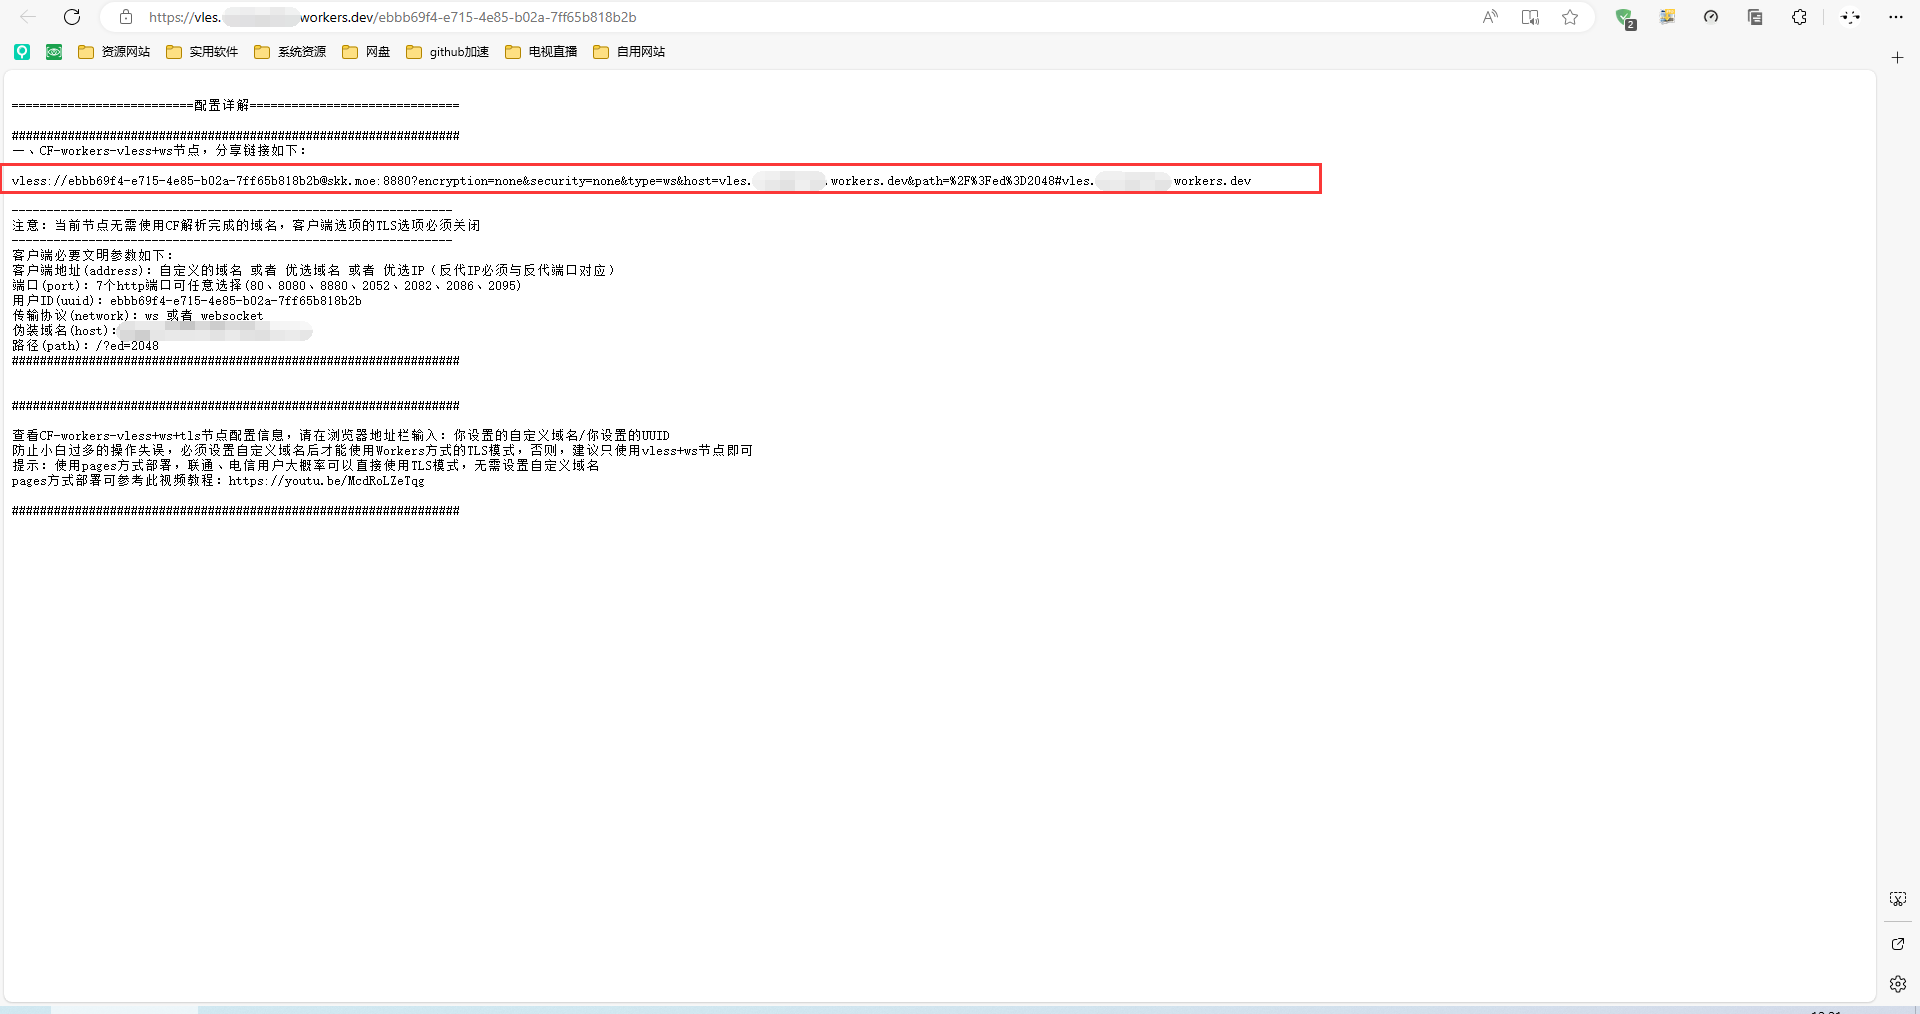 https://vles. workers.dev/ebbb69f4-e715-4e85-b02a-7ff65b818b2b
2
资源网站 实用软件 系统资源 网盘 github加速 电视直播 自用网站
==========================配置详解==============================
################################################################
一、CF-workers-vless+ws节点，分享链接如下：
vless://ebbb69f4-e715-4e85-b02a-7ff65b818b2b@skk.moe:8880?encryption=none&security=none&type=ws&host=vles. .workers.dev&path=%2F%3Fed%3D2048#vles. workers.dev
---------------------------------------------------------------
注意：当前节点无需使用CF解析完成的域名，客户端选项的TLS选项必须关闭
---------------------------------------------------------------
客户端必要文明参数如下：
客户端地址(address)：自定义的域名 或者 优选域名 或者 优选IP（反代IP必须与反代端口对应）
端口(port)：7个http端口可任意选择(80、8080、8880、2052、2082、2086、2095)
用户ID(uuid)：ebbb69f4-e715-4e85-b02a-7ff65b818b2b
传输协议(network)：ws 或者 websocket
伪装域名(host)：
路径(path)：/?ed=2048
################################################################
################################################################
查看CF-workers-vless+ws+tls节点配置信息，请在浏览器地址栏输入：你设置的自定义域名/你设置的UUID
防止小白过多的操作失误，必须设置自定义域名后才能使用Workers方式的TLS模式，否则，建议只使用vless+ws节点即可
提示：使用pages方式部署，联通、电信用户大概率可以直接使用TLS模式，无需设置自定义域名
pages方式部署可参考此视频教程：https://youtu.be/McdRoLZeTqg
################################################################